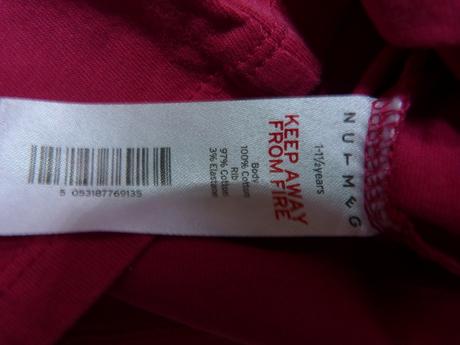 NUTMEG
1-1½years
KEEP AWAY
FROM FIRE
Body
100% Cotton
Rib
97% Cotton
3% Elastane
5 053187769135